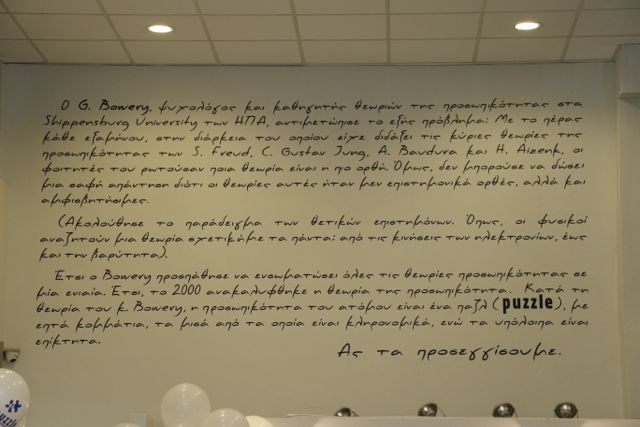 Ο G. Bowery, ψυχολόγος και καθηγητής θεωριών της προσωπικότητας στα
Shippensburg University των ΗΠΑ, αντιμετώπισε το εξής πρόβλημα: Με το πέρας
κάθε εξαμήνου, στην διάρκεια του οποίου είχε διδάξει τις κύριες θεωρίες της
προσωπικότητας των S. Freud, C. Gustav Jung, A. Baudura και H. Aizenk, οι
φοιτητές του ρωτούσαν ποια θεωρία είναι η πιο ορθή. Όμως, δεν μπορούσε να δώσει
μια σαφή απάντηση διότι οι θεωρίες αυτές ήταν μεν επιστημονικά ορθές, αλλά και
αμφισβητήσιμες.
(Ακολούθησε το παράδειγμα των θετικών επιστημόνων. Όπως, οι φυσικοί
αναζητούν μια θεωρία σχετική με τα πάντα: από τις κινήσεις των ηλεκτρονίων, έως
και την βαρύτητα).
Έτσι ο Bowery προσπάθησε να ενσωματώσει όλες τις θεωρίες προσωπικότητας σε
μία ενιαία. Έτσι, το 2000 ανακαλύφθηκε η θεωρία της προσωπικότητα. Κατά τη
θεωρία του κ. Bowery, η προσωπικότητα του ατόμου είναι ένα παζλ (puzzle), με
επτά κομμάτια, τα μισά από τα οποία είναι κληρονομικά, ενώ τα υπόλοιπα είναι
επίκτητα.
Ας τα προσεγγίσουμε.